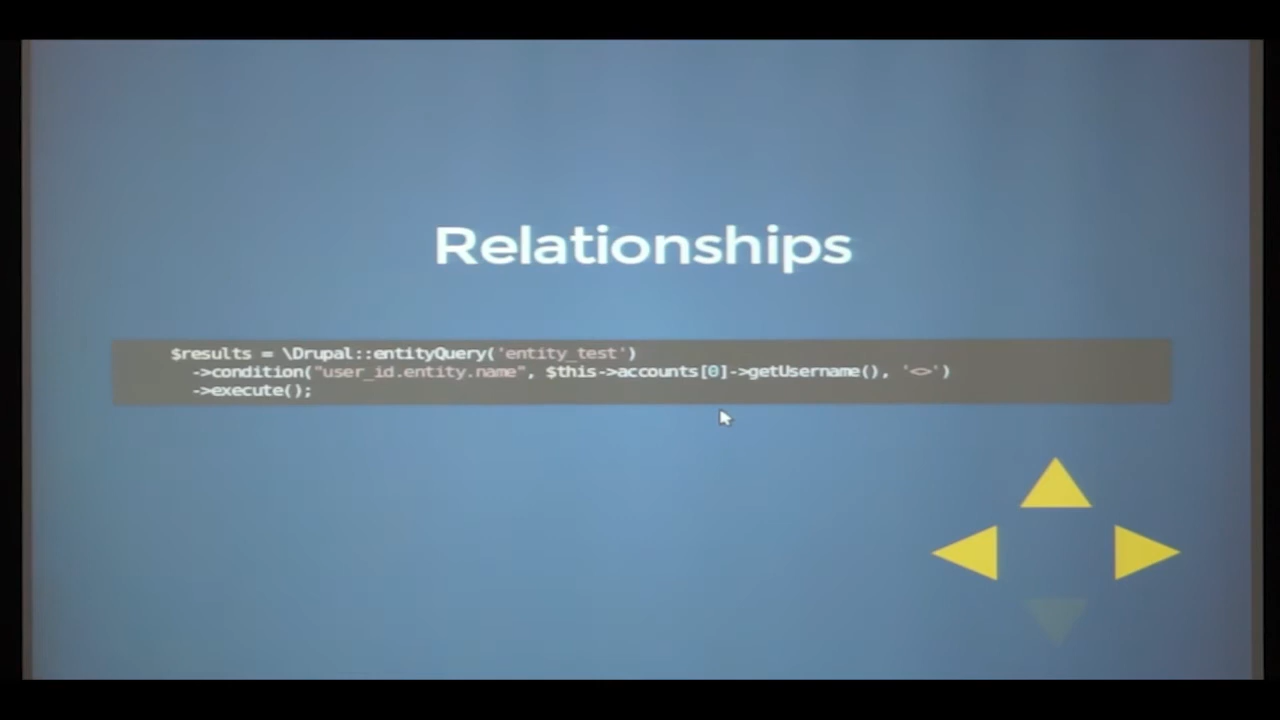 Relationships
$results = \Drupal::entityQuery('entity_test')
->condition("user_id.entity.name", $this->accounts[0]->getUsername(), '<>')
->execute();